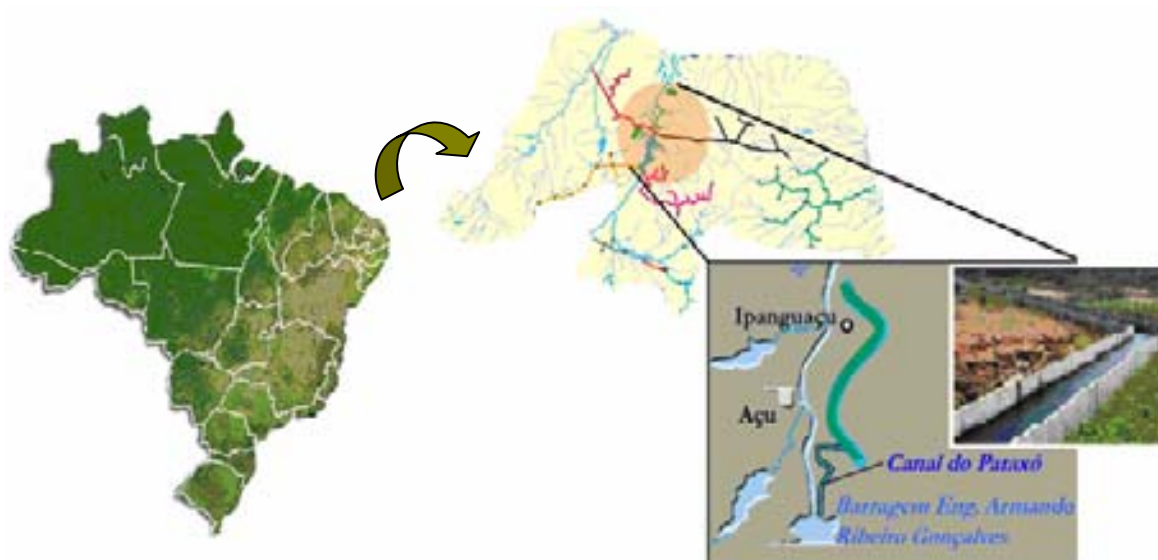 Ipanguaçu
Açu
Canal do Pataxó
Barragem Eng. Armando
Ribeiro Gonçalves